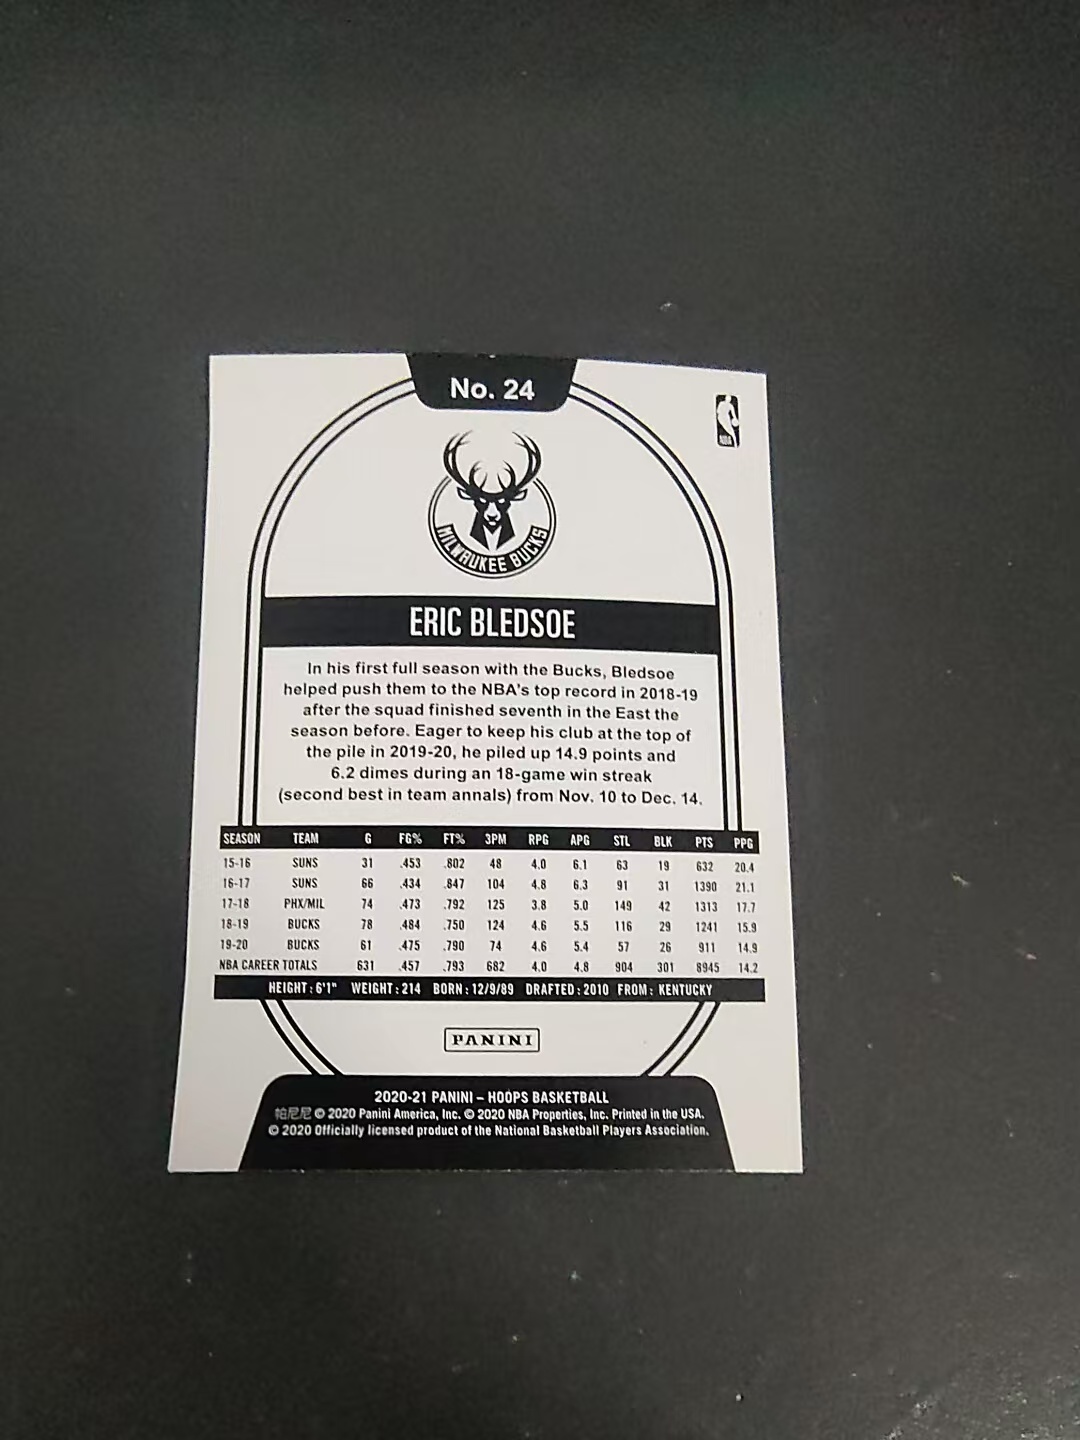 No. 24
NBA
MILWAUKEE BUCKS
ERIC BLEDSOE
In his first full season with the Bucks, Bledsoe
helped push them to the NBA's top record in 2018-19
after the squad finished seventh in the East the
season before. Eager to keep his club at the top of
the pile in 2019-20, he piled up 14.9 points and
6.2 dimes during an 18-game win streak
(second best in team annals) from Nov. 10 to Dec. 14.
SEASON TEAM G FG% FT% 3PM RPG APG STL BLK PTS PPG
15-16 SUNS 31 .453 .802 48 4.0 6.1 63 19 632 20.4
16-17 SUNS 66 .434 .847 104 4.8 6.3 91 31 1390 21.1
17-18 PHX/MIL 74 .473 .792 125 3.8 5.0 149 42 1313 17.7
18-19 BUCKS 78 .484 .750 124 4.6 5.5 116 29 1241 15.9
19-20 BUCKS 61 .475 .790 74 4.6 5.4 57 26 911 14.9
NBA CAREER TOTALS 631 .457 .793 682 4.0 4.8 904 301 8945 14.2
HEIGHT: 6'1" WEIGHT: 214 BORN: 12/9/89 DRAFTED: 2010 FROM: KENTUCKY
PANINI
2020-21 PANINI – HOOPS BASKETBALL
帕尼尼 © 2020 Panini America, Inc. © 2020 NBA Properties, Inc. Printed in the USA.
© 2020 Officially licensed product of the National Basketball Players Association.